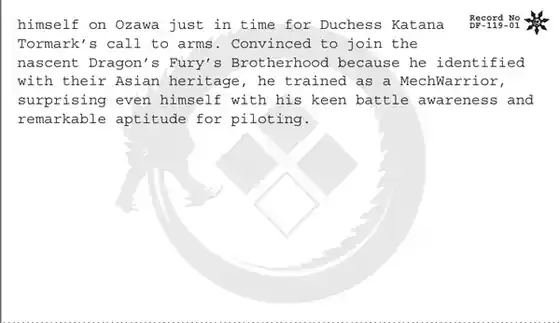 himself on Ozawa just in time for Duchess Katana
Record No
DF-119-01
Tormark's call to arms. Convinced to join the
nascent Dragon's Fury's Brotherhood because he identified
with their Asian heritage, he trained as a MechWarrior,
surprising even himself with his keen battle awareness and
remarkable aptitude for piloting.